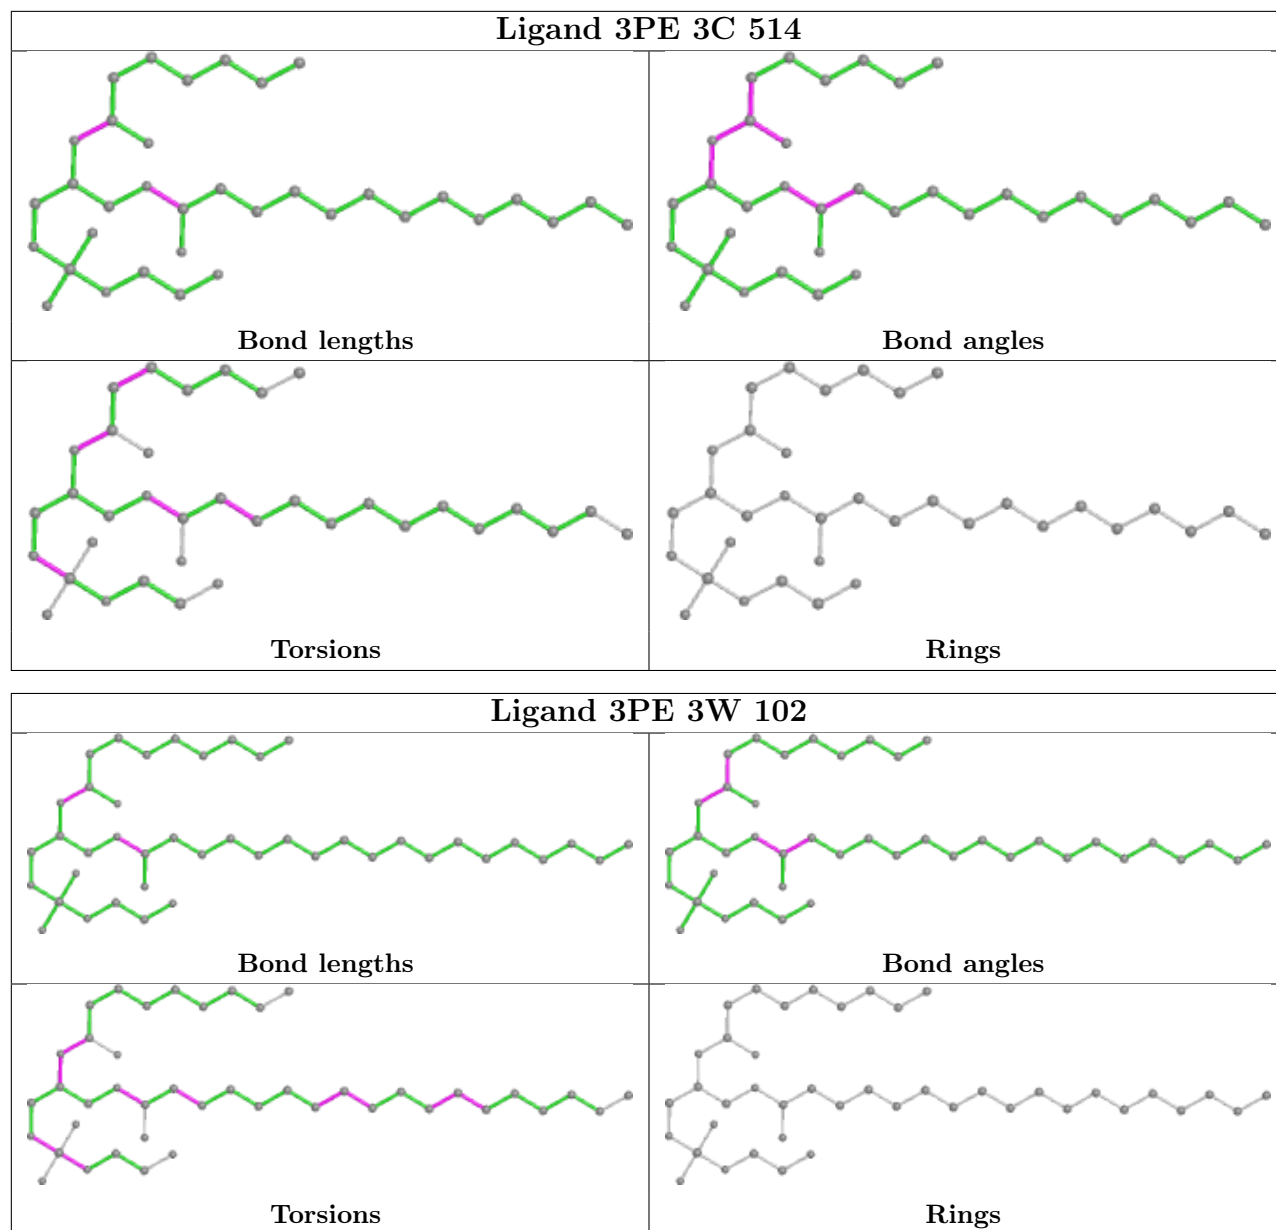 Ligand 3PE 3C 514
Bond lengths
Bond angles
Torsions
Rings
Ligand 3PE 3W 102
Bond lengths
Bond angles
Torsions
Rings